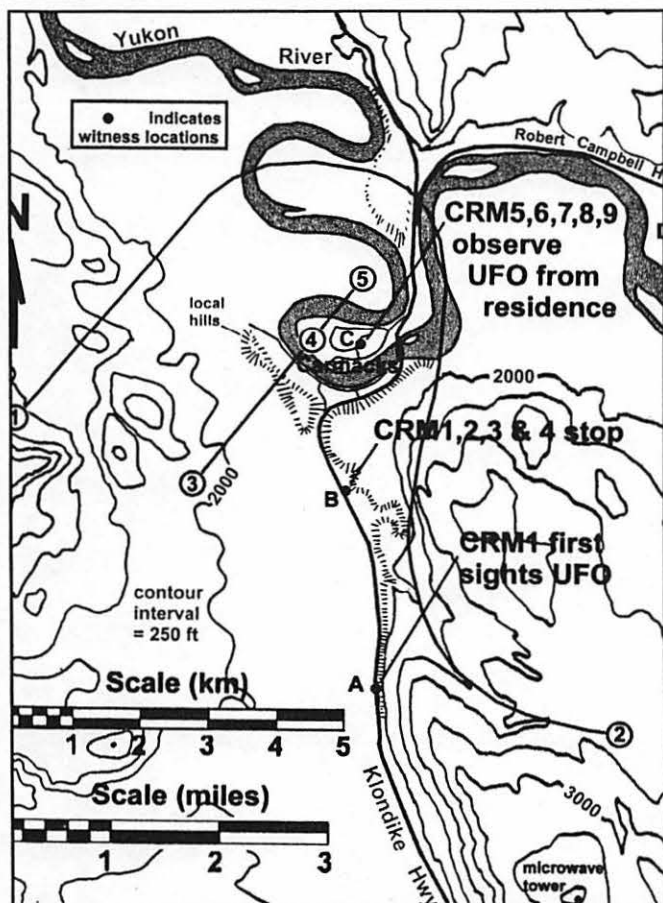 Yukon
River
● indicates
witness locations
Robert Campbell H
N
CRM5,6,7,8,9
observe
UFO from
residence
5
local
hills
4
C
Carmacks
1
2000
CRM1,2,3 & 4 stop
3
2000
B
CRM1 first
sights UFO
contour
interval
= 250 ft
A
Scale (km)
1 2 3 4 5
2
Scale (miles)
1 2 3
Klondike Hwy
3000
microwave
tower